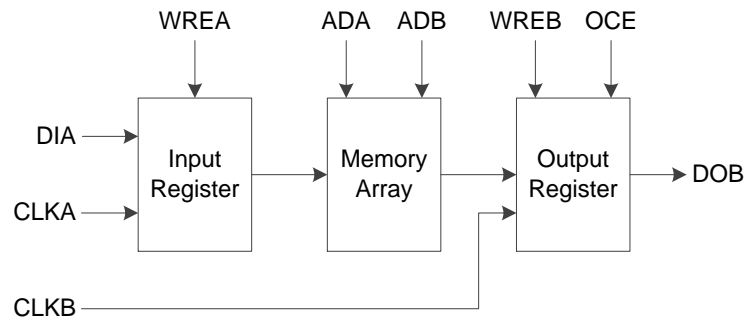 WREA
ADA
ADB
WREB
OCE
DIA
Input
Register
Memory
Array
Output
Register
DOB
CLKA
CLKB